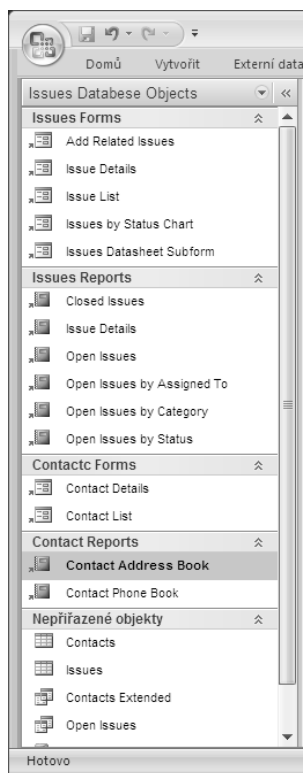 Domů Vytvořit Externí data
Issues Databese Objects
Issues Forms
Add Related Issues
Issue Details
Issue List
Issues by Status Chart
Issues Datasheet Subform
Issues Reports
Closed Issues
Issue Details
Open Issues
Open Issues by Assigned To
Open Issues by Category
Open Issues by Status
Contactc Forms
Contact Details
Contact List
Contact Reports
Contact Address Book
Contact Phone Book
Nepřiřazené objekty
Contacts
Issues
Contacts Extended
Open Issues
Hotovo